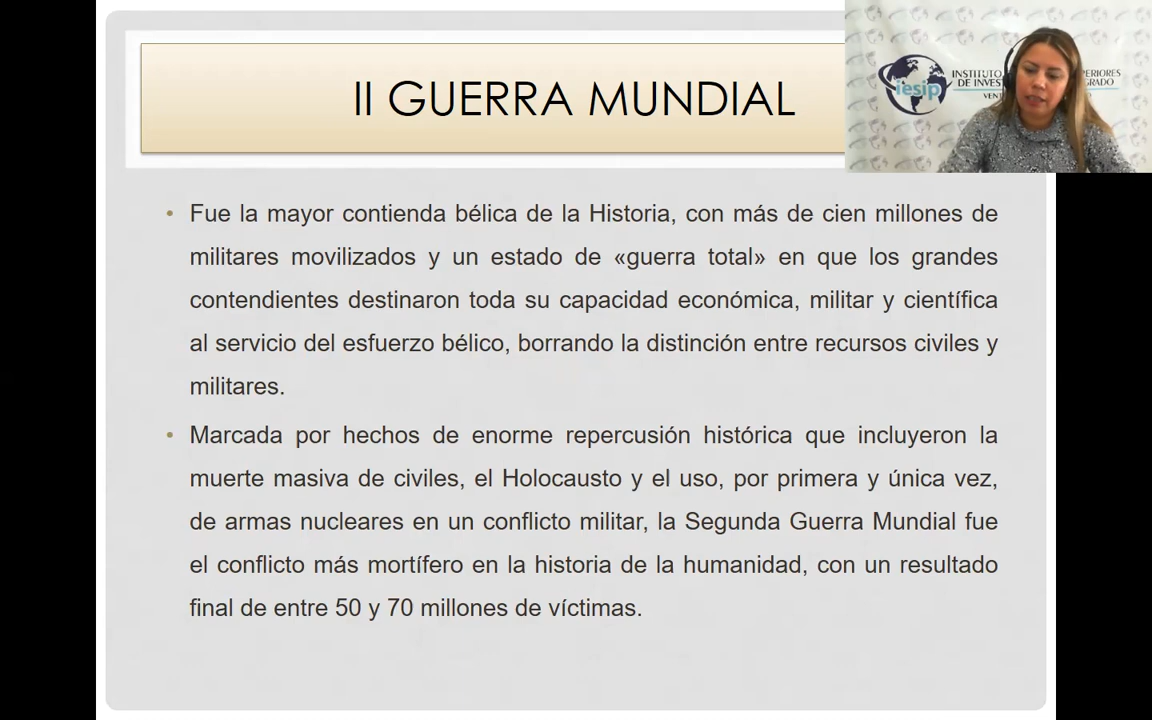 II GUERRA MUNDIAL
iesip
INSTITUTO
PERIORES
DE INVES
GRADO
VENT
• Fue la mayor contienda bélica de la Historia, con más de cien millones de
militares movilizados y un estado de «guerra total» en que los grandes
contendientes destinaron toda su capacidad económica, militar y científica
al servicio del esfuerzo bélico, borrando la distinción entre recursos civiles y
militares.
• Marcada por hechos de enorme repercusión histórica que incluyeron la
muerte masiva de civiles, el Holocausto y el uso, por primera y única vez,
de armas nucleares en un conflicto militar, la Segunda Guerra Mundial fue
el conflicto más mortífero en la historia de la humanidad, con un resultado
final de entre 50 y 70 millones de víctimas.